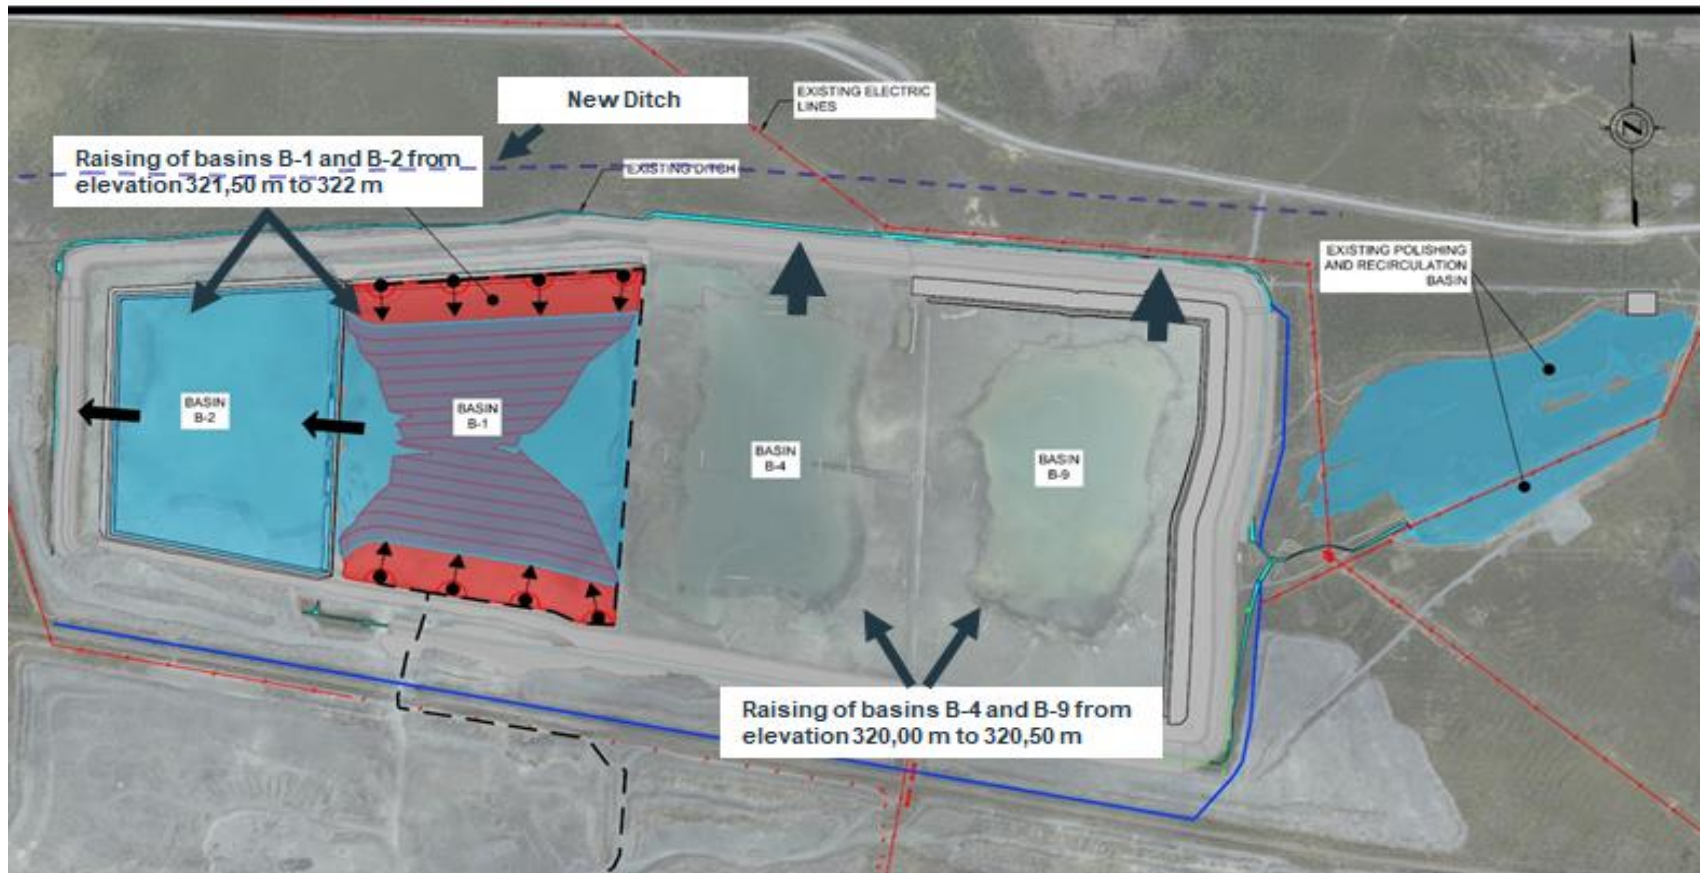 New Ditch
EXISTING ELECTRIC
LINES
Raising of basins B-1 and B-2 from
elevation 321,50 m to 322 m
EXISTING DITCH
N
EXISTING POLISHING
AND RECIRCULATION
BASIN
BASIN
B-2
BASIN
B-1
BASIN
B-4
BASIN
B-9
Raising of basins B-4 and B-9 from
elevation 320,00 m to 320,50 m